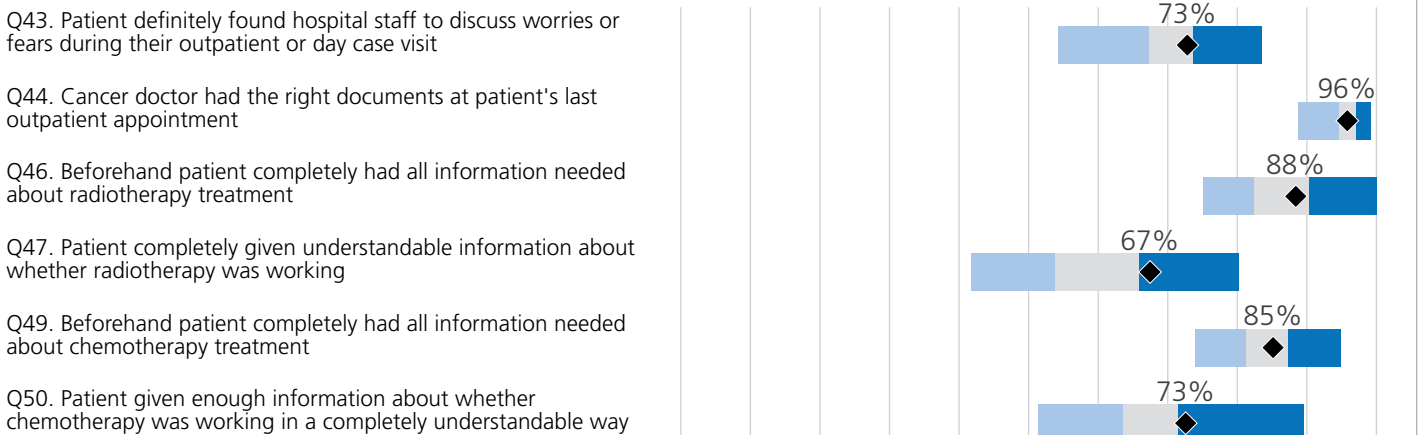 Q43. Patient definitely found hospital staff to discuss worries or
fears during their outpatient or day case visit
73%
Q44. Cancer doctor had the right documents at patient's last
outpatient appointment
96%
Q46. Beforehand patient completely had all information needed
about radiotherapy treatment
88%
Q47. Patient completely given understandable information about
whether radiotherapy was working
67%
Q49. Beforehand patient completely had all information needed
about chemotherapy treatment
85%
Q50. Patient given enough information about whether
chemotherapy was working in a completely understandable way
73%